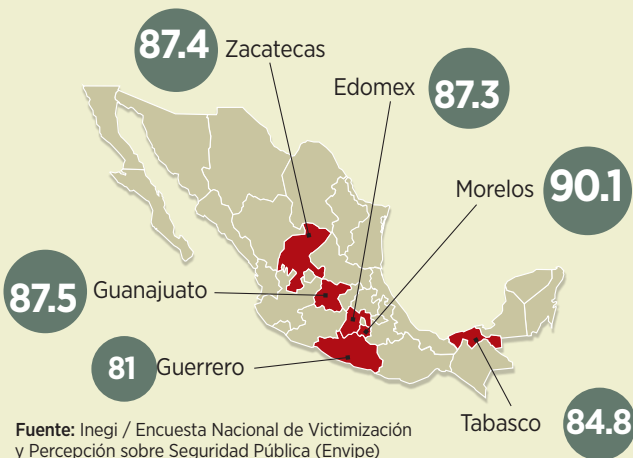 87.4 Zacatecas
Edomex 87.3
Morelos 90.1
87.5 Guanajuato
81 Guerrero
Tabasco 84.8
Fuente: Inegi / Encuesta Nacional de Victimización
y Percepción sobre Seguridad Pública (Envipe)